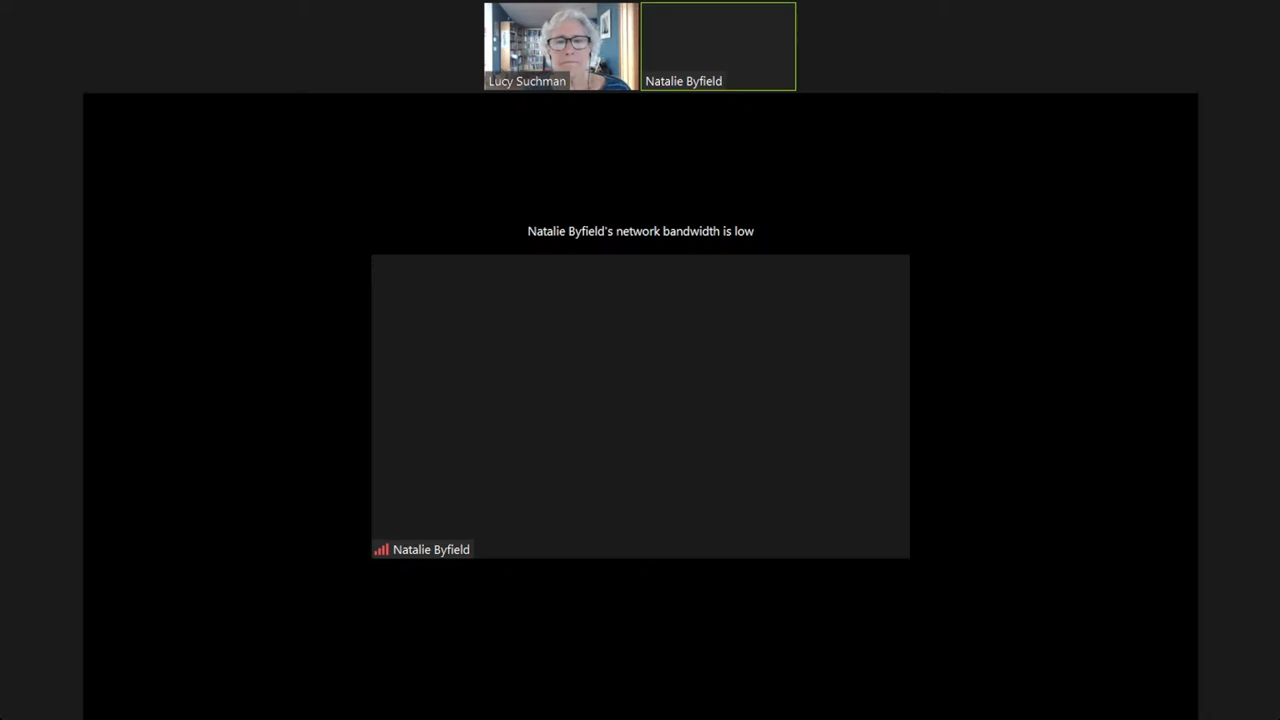 Lucy Suchman
Natalie Byfield
Natalie Byfield's network bandwidth is low
Natalie Byfield